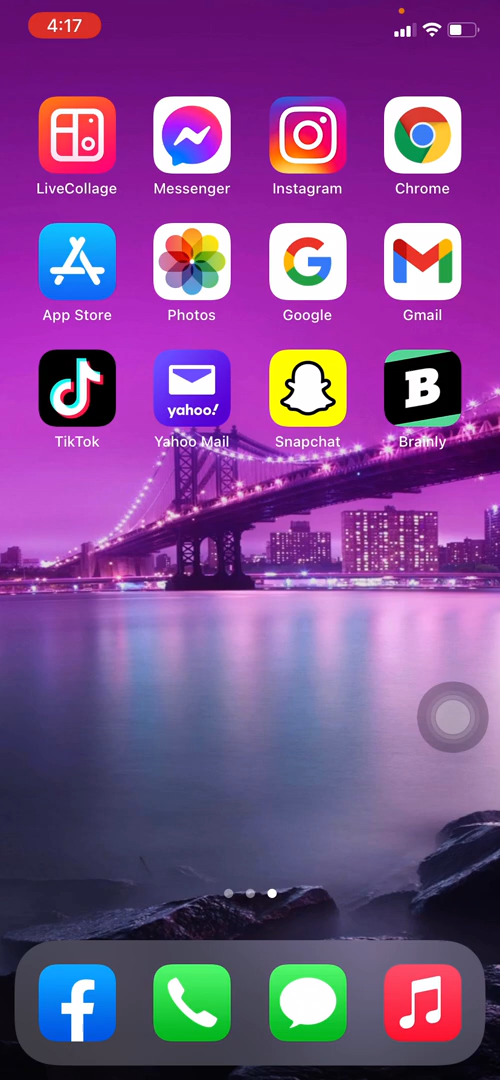 4:17
LiveCollage Messenger Instagram Chrome
App Store Photos Google Gmail
yahoo!
B
TikTok Yahoo Mail Snapchat Brainly